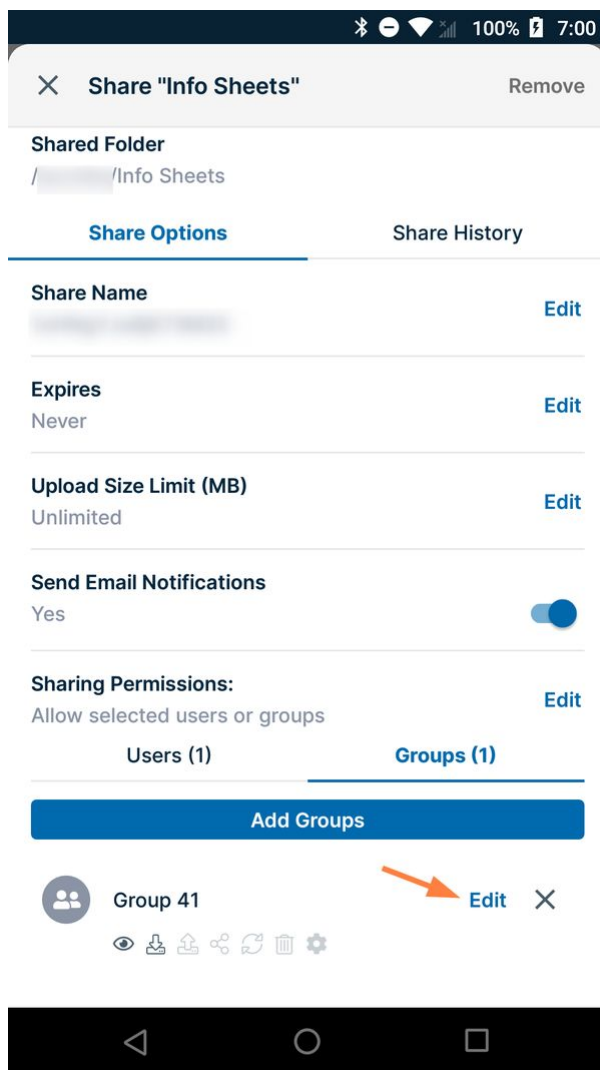 100% 7:00
Share "Info Sheets" Remove
Shared Folder
/ /Info Sheets
Share Options Share History
Share Name
Edit
Expires
Never
Edit
Upload Size Limit (MB)
Unlimited
Edit
Send Email Notifications
Yes
Sharing Permissions:
Allow selected users or groups
Edit
Users (1) Groups (1)
Add Groups
Group 41 Edit